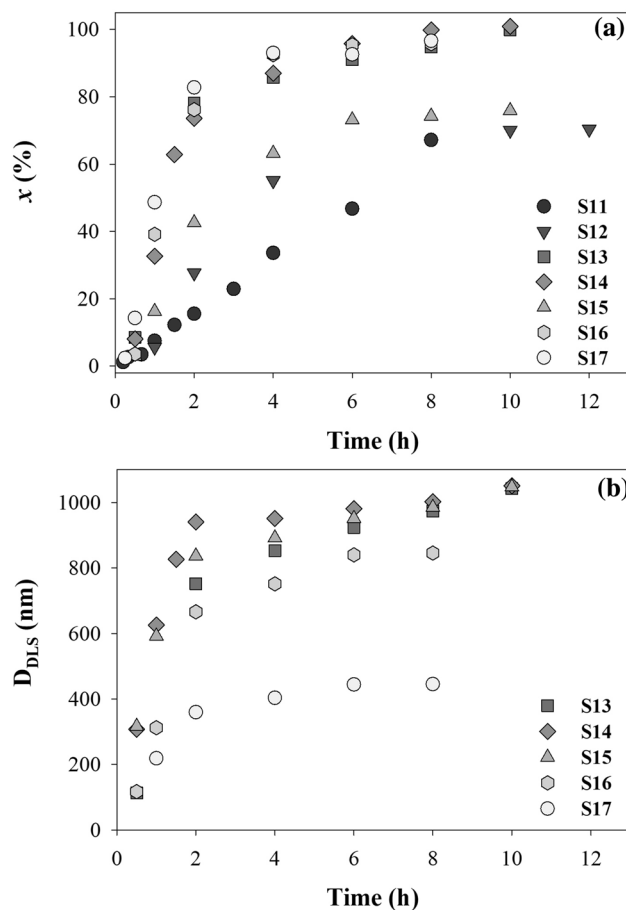 (a)
100
80
60
40
20
0
x (%)
S11
S12
S13
S14
S15
S16
S17
0 2 4 6 8 10 12
Time (h)
(b)
1000
800
600
400
200
0
D_DLS (nm)
S13
S14
S15
S16
S17
0 2 4 6 8 10 12
Time (h)